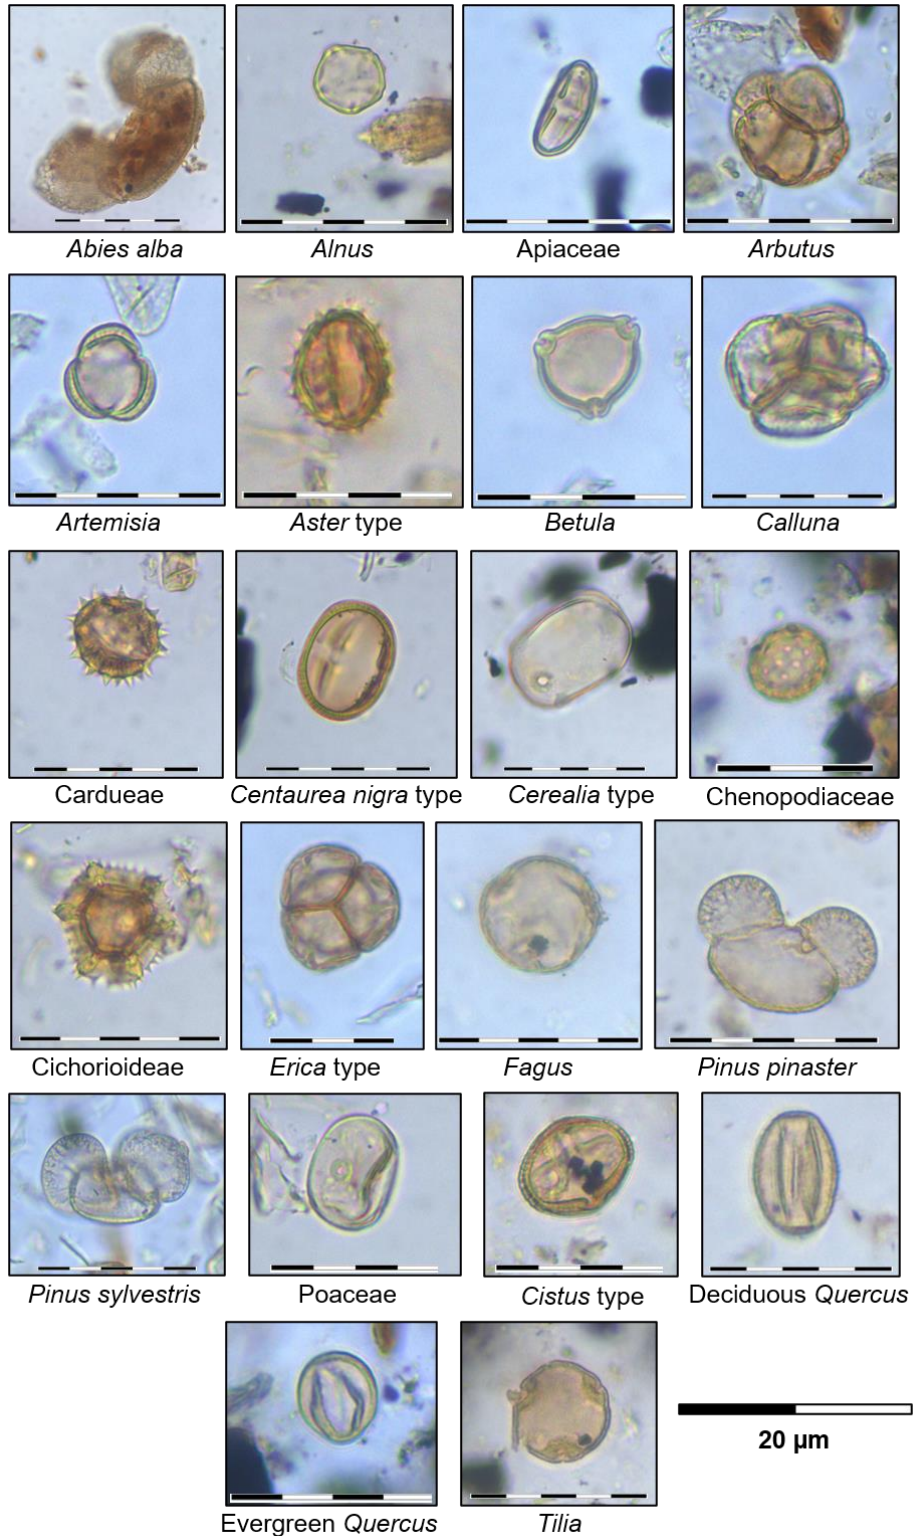 Abies alba
Alnus
Apiaceae
Arbutus
Artemisia
Aster type
Betula
Calluna
Cardueae
Centaurea nigra type
Cerealia type
Chenopodiaceae
Cichorioideae
Erica type
Fagus
Pinus pinaster
Pinus sylvestris
Poaceae
Cistus type
Deciduous Quercus
20 µm
Evergreen Quercus
Tilia